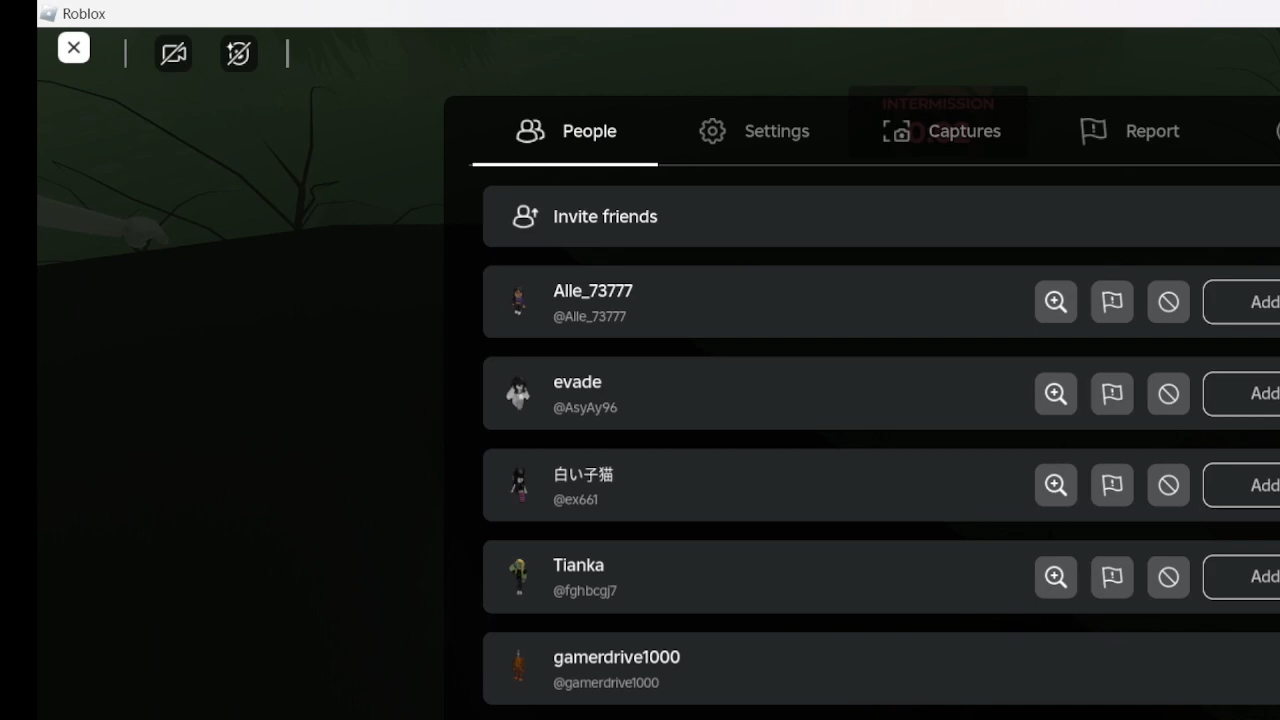 Roblox
INTERMISSION
People
Settings
Captures
Report
Invite friends
Alle_73777
@Alle_73777
Add
evade
@AsyAy96
Add
白い子猫
@ex661
Add
Tianka
@fghbcgj7
Add
gamerdrive1000
@gamerdrive1000